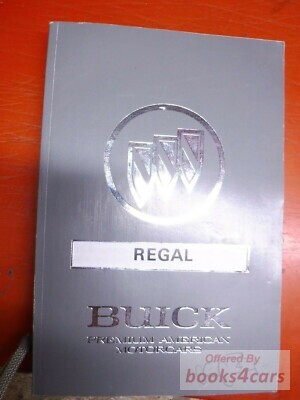 REGAL
BUICK
PREMIUM AMERICAN
MOTORCARS
Offered By
books4cars